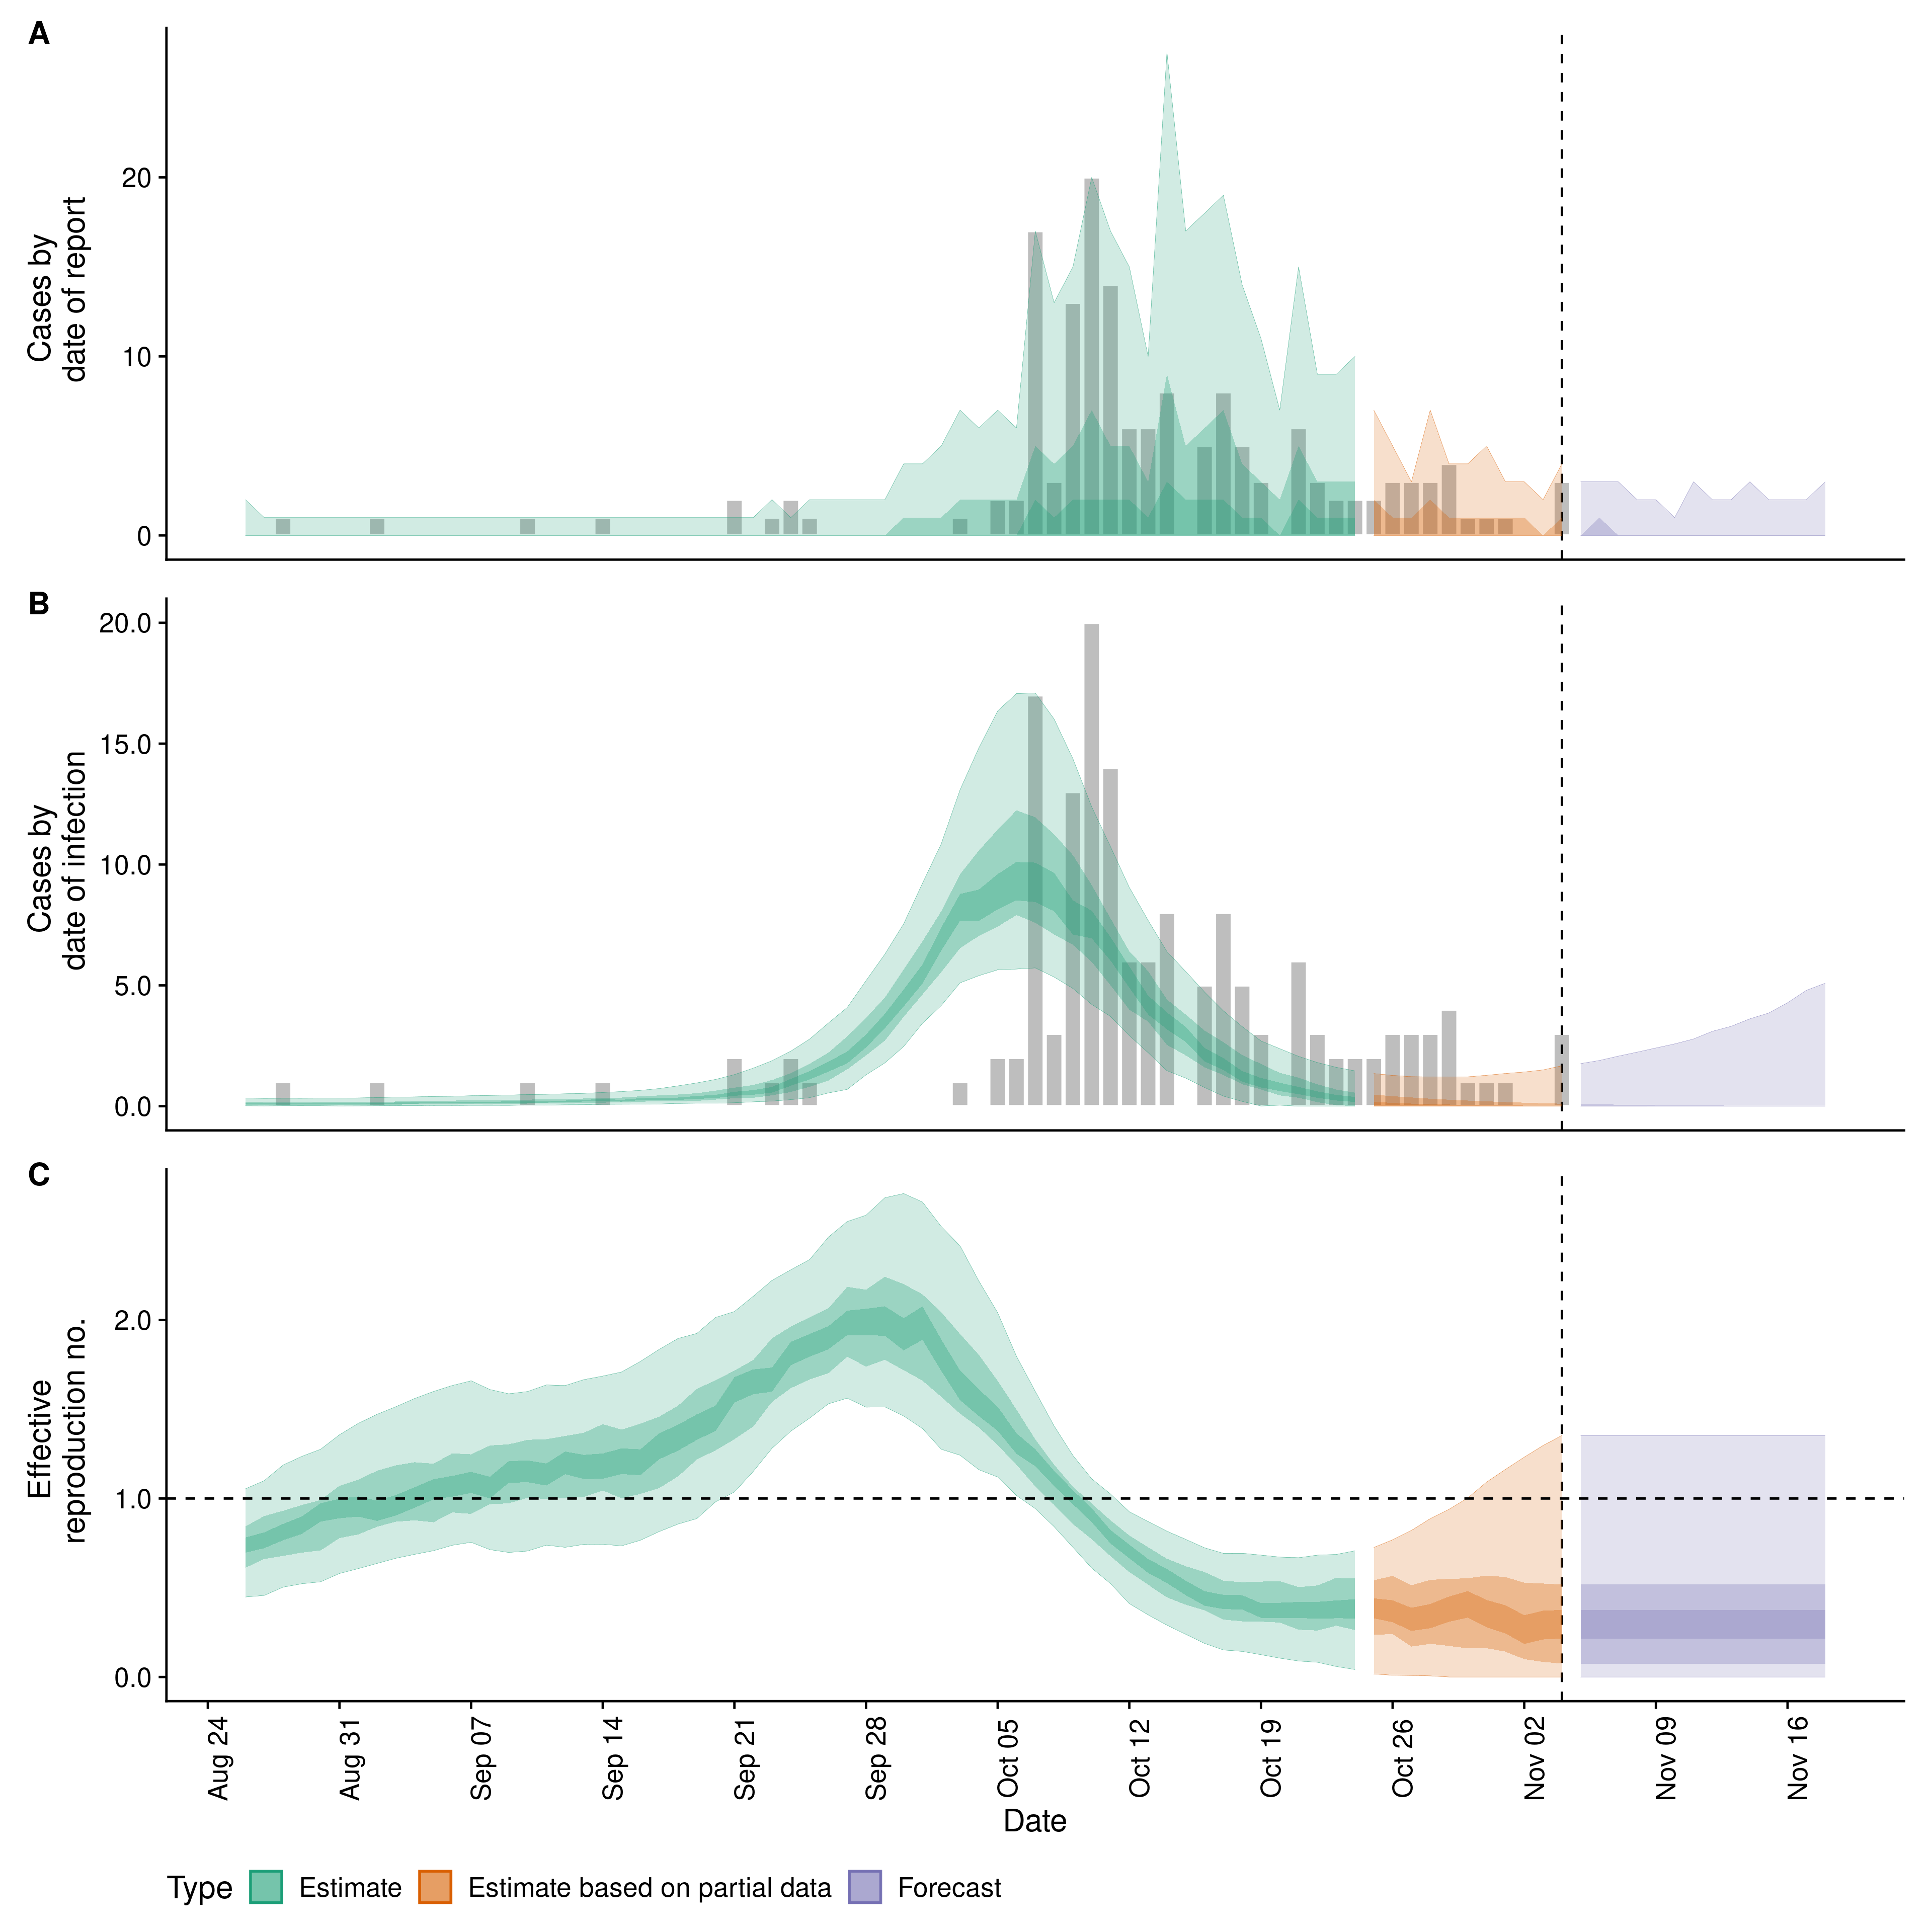 A
Cases by
date of report
20
10
0
B
Cases by
date of infection
20.0
15.0
10.0
5.0
0.0
C
Effective
reproduction no.
2.0
1.0
0.0
Aug 24
Aug 31
Sep 07
Sep 14
Sep 21
Sep 28
Oct 05
Oct 12
Oct 19
Oct 26
Nov 02
Nov 09
Nov 16
Date
Type Estimate Estimate based on partial data Forecast